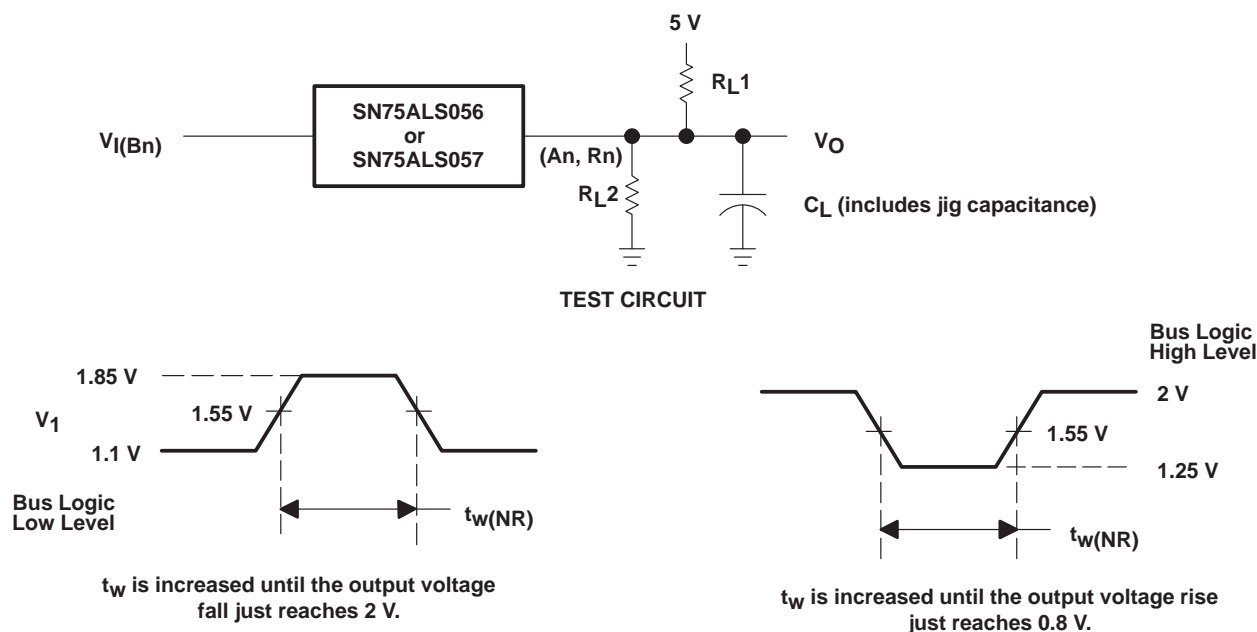 5 V
RL1
SN75ALS056
or
SN75ALS057
VI(Bn)
(An, Rn)
VO
RL2
CL (includes jig capacitance)
TEST CIRCUIT
1.85 V
1.55 V
V1
1.1 V
Bus Logic
Low Level
tw(NR)
tw is increased until the output voltage
fall just reaches 2 V.
Bus Logic
High Level
2 V
1.55 V
1.25 V
tw(NR)
tw is increased until the output voltage rise
just reaches 0.8 V.